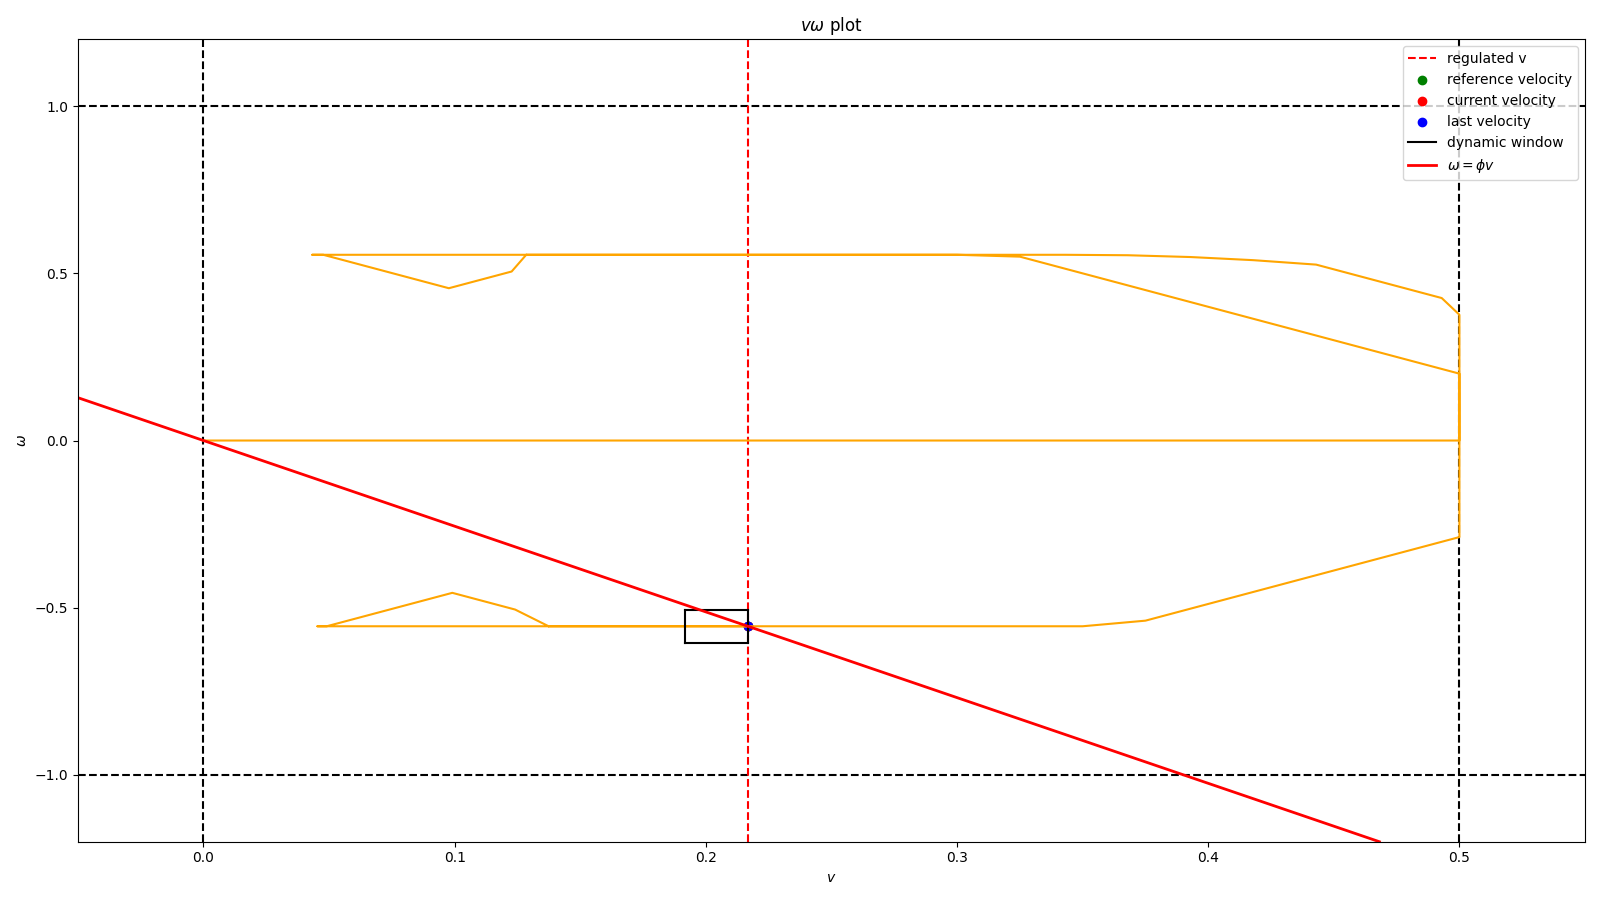 vω plot
regulated v
reference velocity
current velocity
last velocity
dynamic window
ω = ϕv
1.0
0.5
0.0
−0.5
−1.0
ω
0.0 0.1 0.2 0.3 0.4 0.5
v